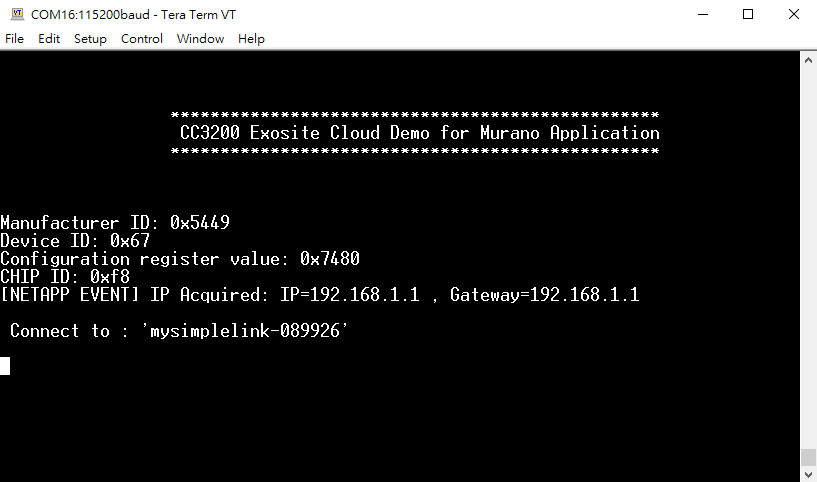 COM16:115200baud - Tera Term VT
File Edit Setup Control Window Help
*************************************************
CC3200 Exosite Cloud Demo for Murano Application
*************************************************
Manufacturer ID: 0x5449
Device ID: 0x67
Configuration register value: 0x7480
CHIP ID: 0xf8
[NETAPP EVENT] IP Acquired: IP=192.168.1.1 , Gateway=192.168.1.1
Connect to : 'mysimplelink-089926'